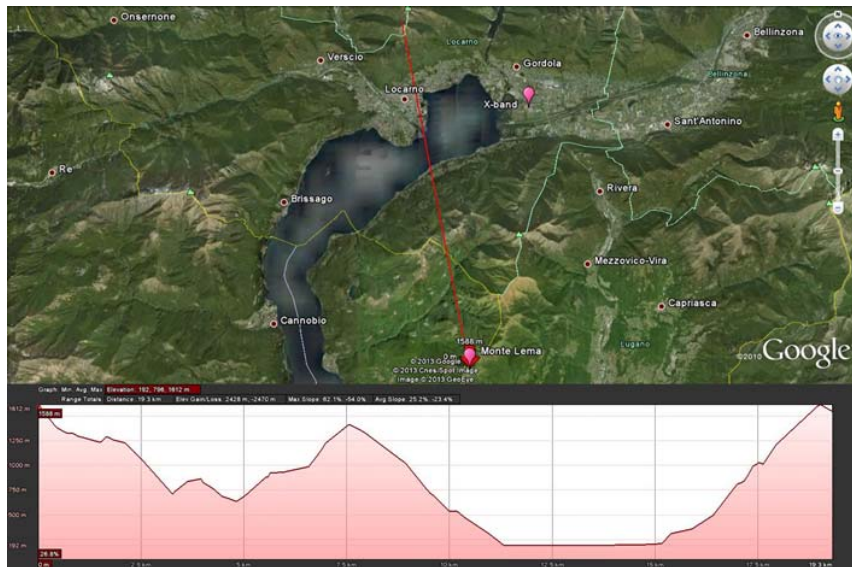 Onsernone
Locarno
Bellinzona
Verscio
Gordola
Bellinzona
Locarno
X-band
Sant'Antonino
Re
Rivera
Brissago
Mezzovico-Vira
Capriasca
Cannobio
Lugano
1588 m
0 m
Monte Lema
© 2013 Google
© 2013 Cnes/Spot Image
Image © 2013 GeoEye
©2010 Google
Graph: Min, Avg, Max Elevation: 192, 796, 1612 m
Range Totals: Distance: 19.3 km Elev Gain/Loss: 2428 m, -2470 m Max Slope: 62.1%, -54.0% Avg Slope: 25.2%, -23.4%
1612 m
1588 m
1250 m
1000 m
750 m
500 m
192 m
26.8%
0 m 2.5 km 5 km 7.5 km 10 km 12.5 km 15 km 17.5 km 19.3 km